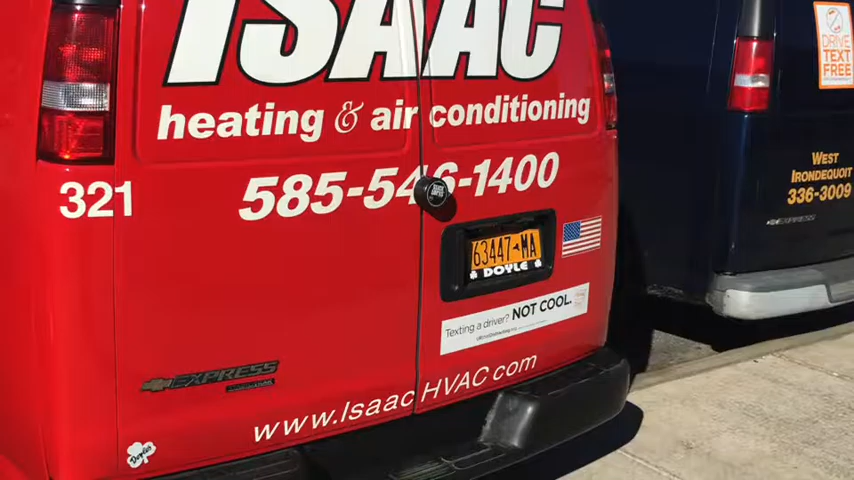 ISAAC
heating & air conditioning
585-546-1400
321
63447-MA
DOYLE
Texting a driver? NOT COOL.
EXPRESS
www.IsaacHVAC.com
DRIVE
TEXT
FREE
WEST
IRONDEQUOIT
336-3009
EXPRESS